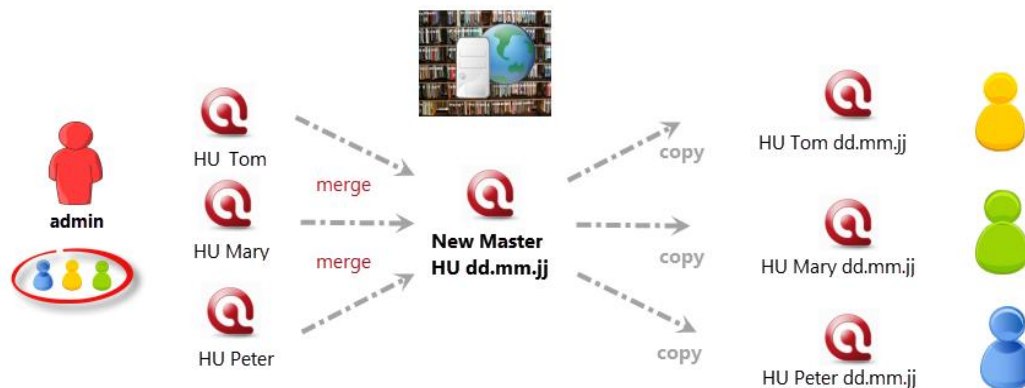 HU Tom
admin
merge
HU Mary
merge
HU Peter
New Master
HU dd.mm.jj
copy
HU Tom dd.mm.jj
copy
HU Mary dd.mm.jj
copy
HU Peter dd.mm.jj